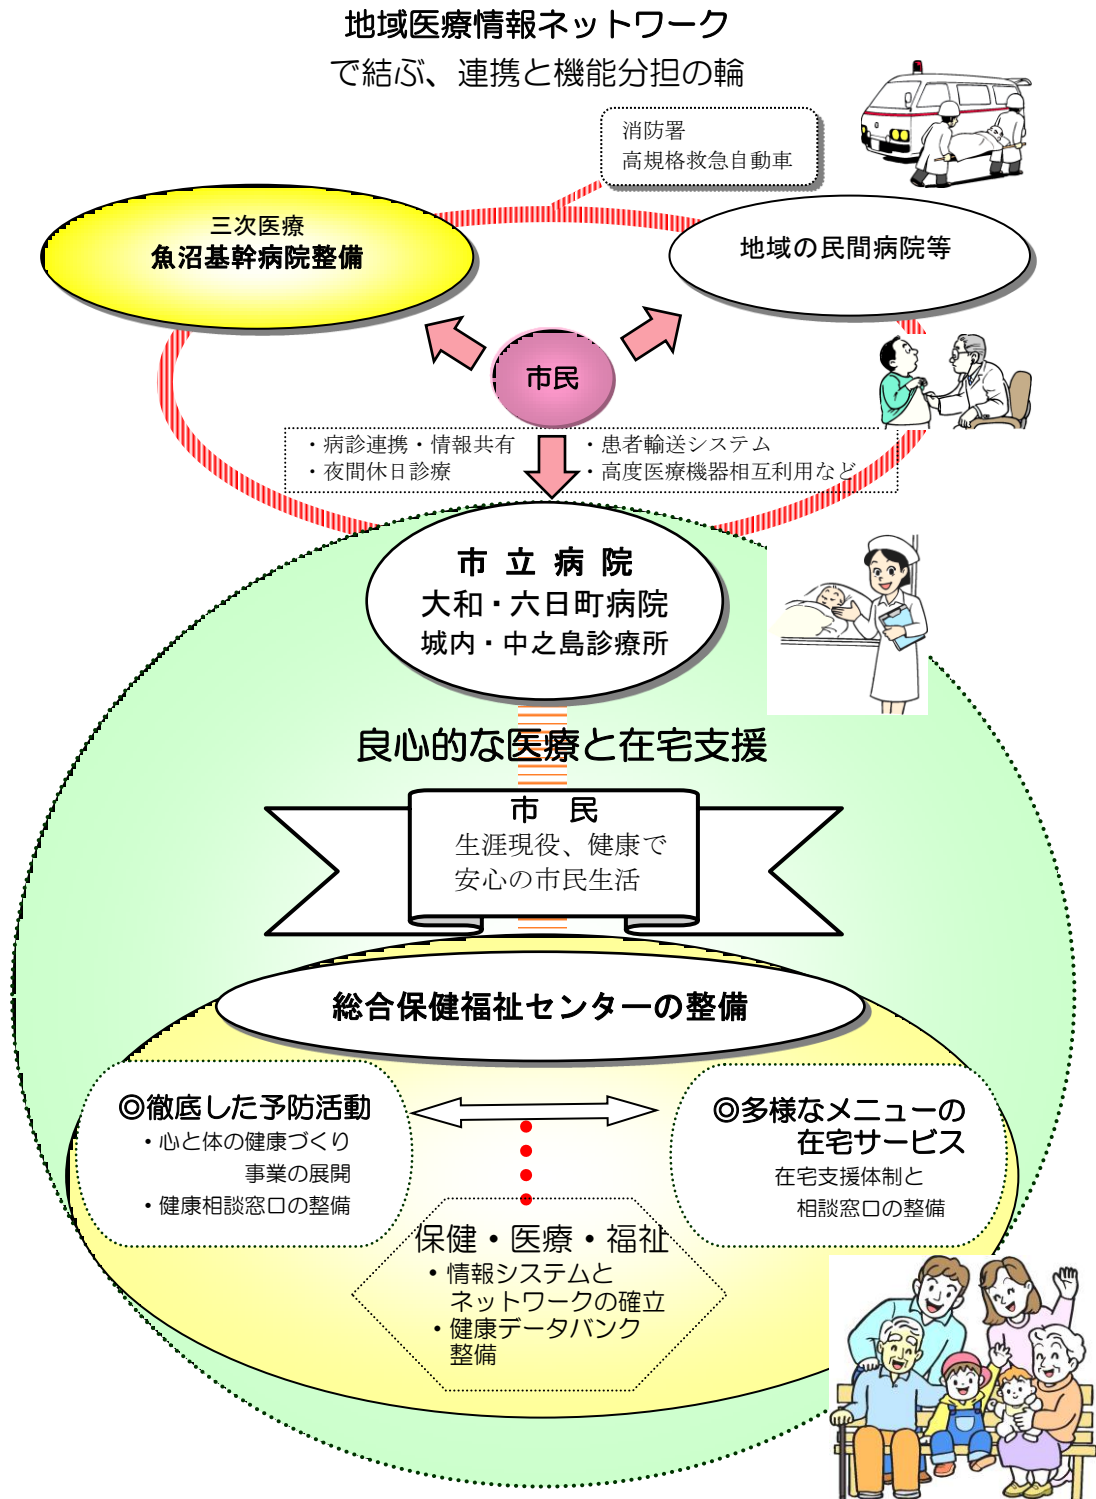 地域医療情報ネットワーク
で結ぶ、連携と機能分担の輪
消防署
高規格救急自動車
三次医療
魚沼基幹病院整備
地域の民間病院等
市民
・病診連携・情報共有
・夜間休日診療
・患者輸送システム
・高度医療機器相互利用など
市 立 病 院
大和・六日町病院
城内・中之島診療所
良心的な医療と在宅支援
市 民
生涯現役、健康で
安心の市民生活
総合保健福祉センターの整備
◎徹底した予防活動
・心と体の健康づくり
事業の展開
・健康相談窓口の整備
◎多様なメニューの
在宅サービス
在宅支援体制と
相談窓口の整備
保健・医療・福祉
・情報システムと
ネットワークの確立
・健康データバンク
整備